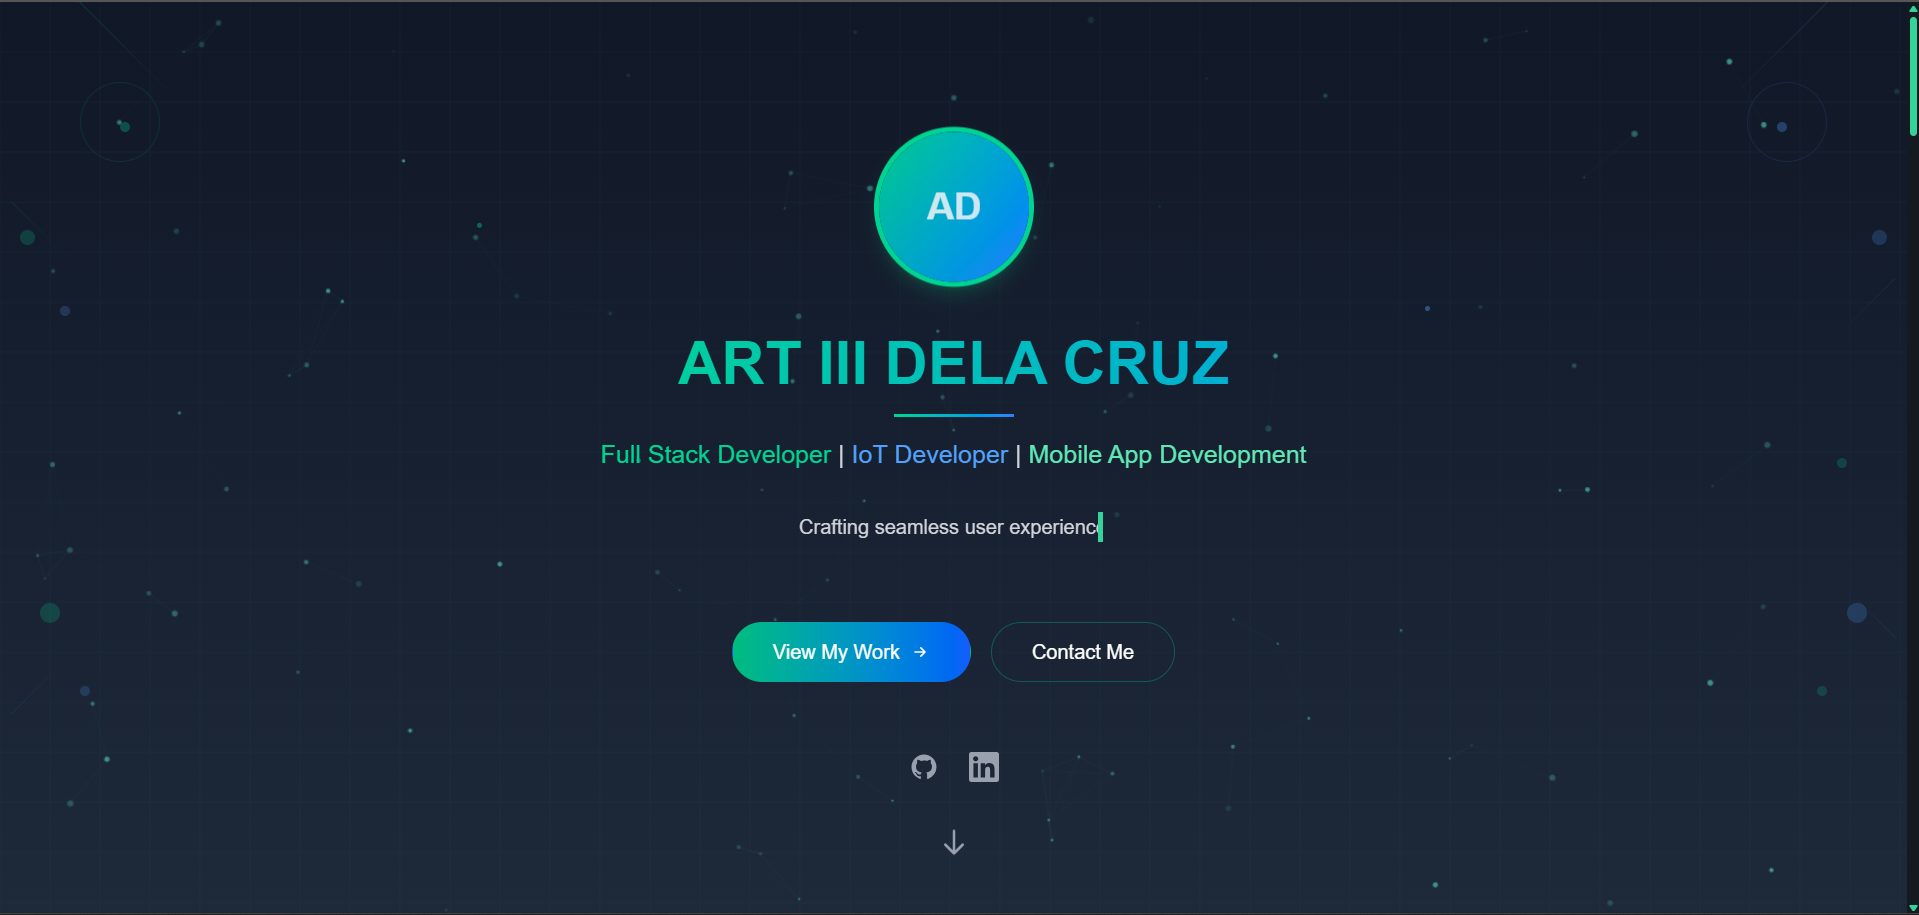 AD
ART III DELA CRUZ
Full Stack Developer | IoT Developer | Mobile App Development
Crafting seamless user experienc
View My Work →
Contact Me
in